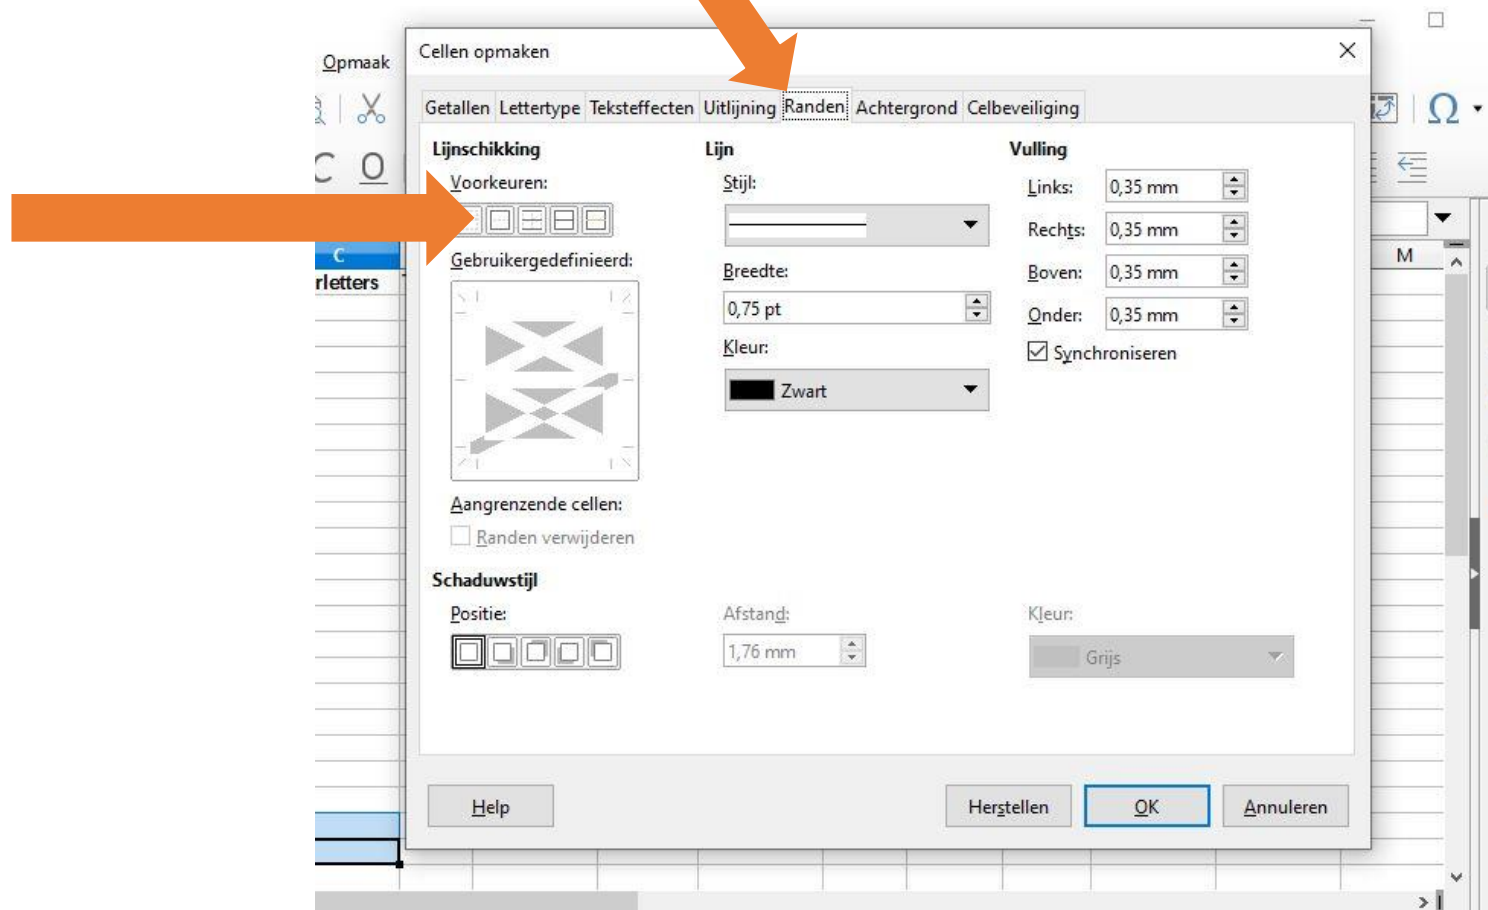 Cellen opmaken
Opmaak
Getallen Lettertype Teksteffecten Uitlijning Randen Achtergrond Celbeveiliging
Lijnschikking
Lijn
Vulling
Voorkeuren:
Stijl:
Links: 0,35 mm
Rechts: 0,35 mm
C
M
Gebruikergedefinieerd:
Breedte:
Boven: 0,35 mm
rletters
0,75 pt
Onder: 0,35 mm
Kleur:
Synchroniseren
Zwart
Aangrenzende cellen:
Randen verwijderen
Schaduwstijl
Positie:
Afstand:
Kleur:
1,76 mm
Grijs
Help
Herstellen
OK
Annuleren